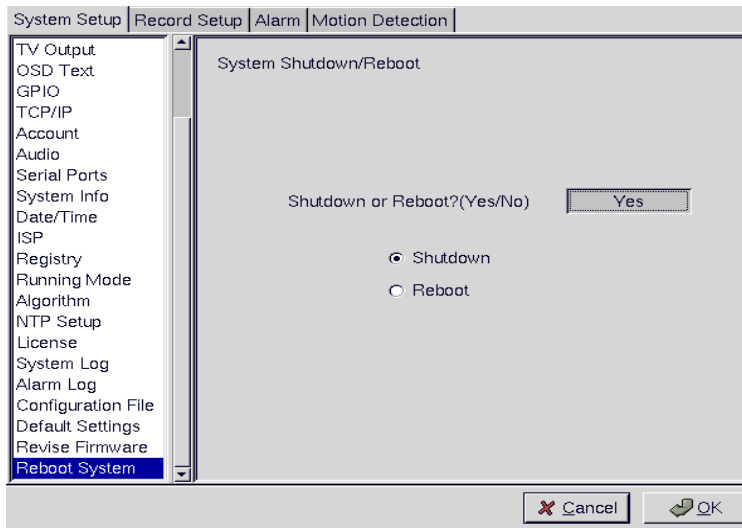 System Setup
Record Setup
Alarm
Motion Detection
TV Output
OSD Text
GPIO
TCP/IP
Account
Audio
Serial Ports
System Info
Date/Time
ISP
Registry
Running Mode
Algorithm
NTP Setup
License
System Log
Alarm Log
Configuration File
Default Settings
Revise Firmware
Reboot System
System Shutdown/Reboot
Shutdown or Reboot?(Yes/No)
Yes
Shutdown
Reboot
Cancel
OK